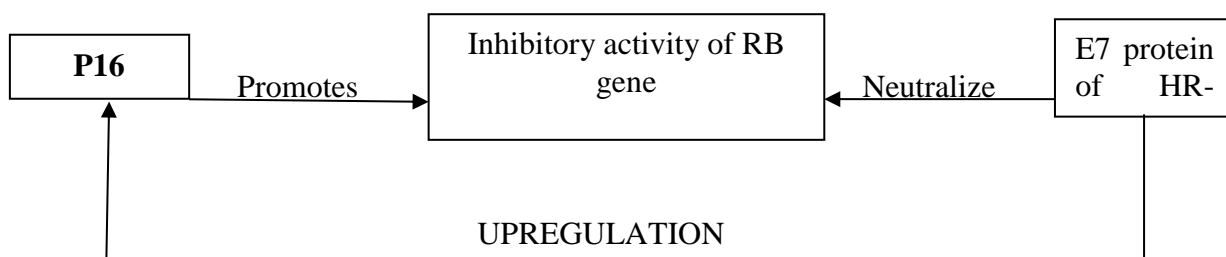 P16
Promotes
Inhibitory activity of RB
gene
Neutralize
E7 protein
of HR-
UPREGULATION